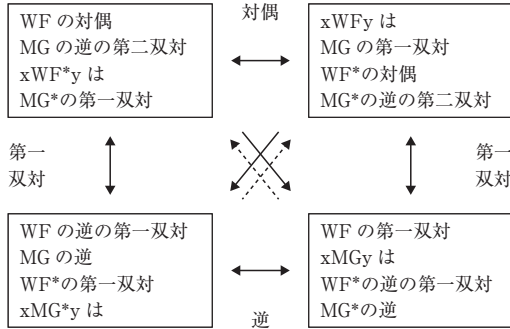 対偶
WF の対偶
MG の逆の第二双対
xWF*y は
MG*の第一双対
xWFy は
MG の第一双対
WF*の対偶
MG*の逆の第二双対
第一
双対
第一
双対
WF の逆の第一双対
MG の逆
WF*の第一双対
xMG*y は
WF の第一双対
xMGy は
WF*の逆の第一双対
MG*の逆
逆